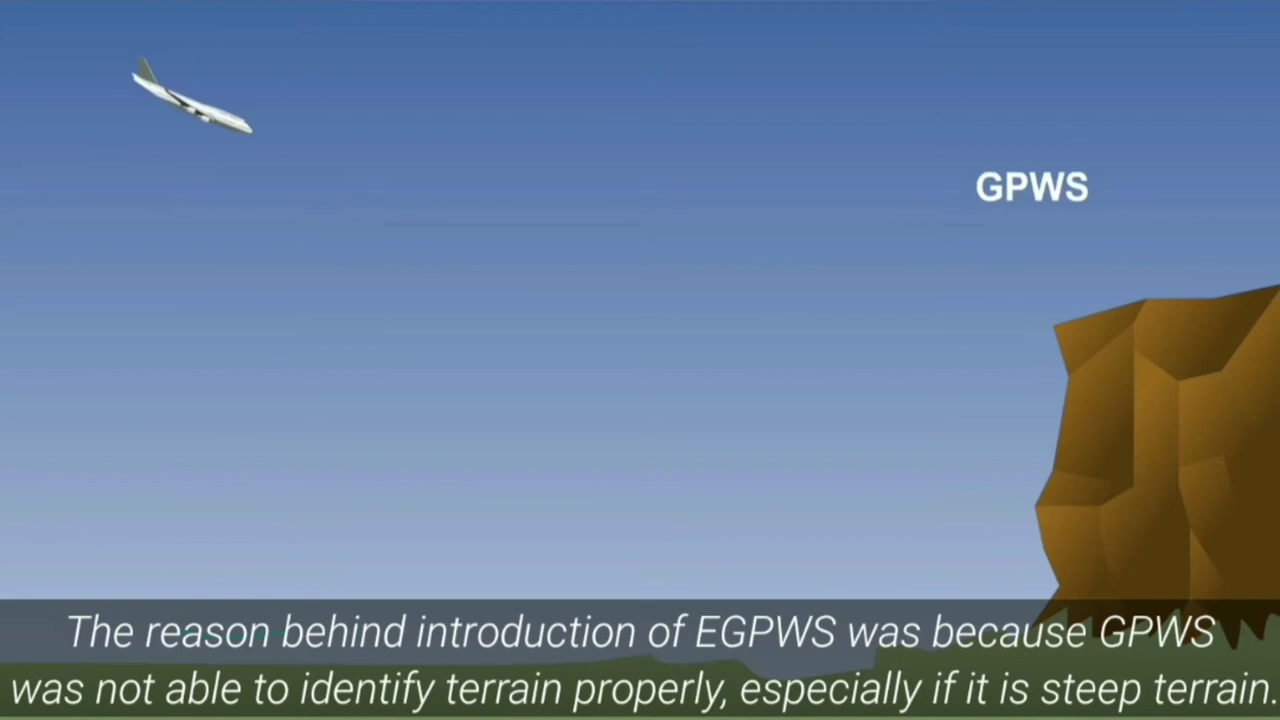 GPWS
The reason behind introduction of EGPWS was because GPWS
was not able to identify terrain properly, especially if it is steep terrain.